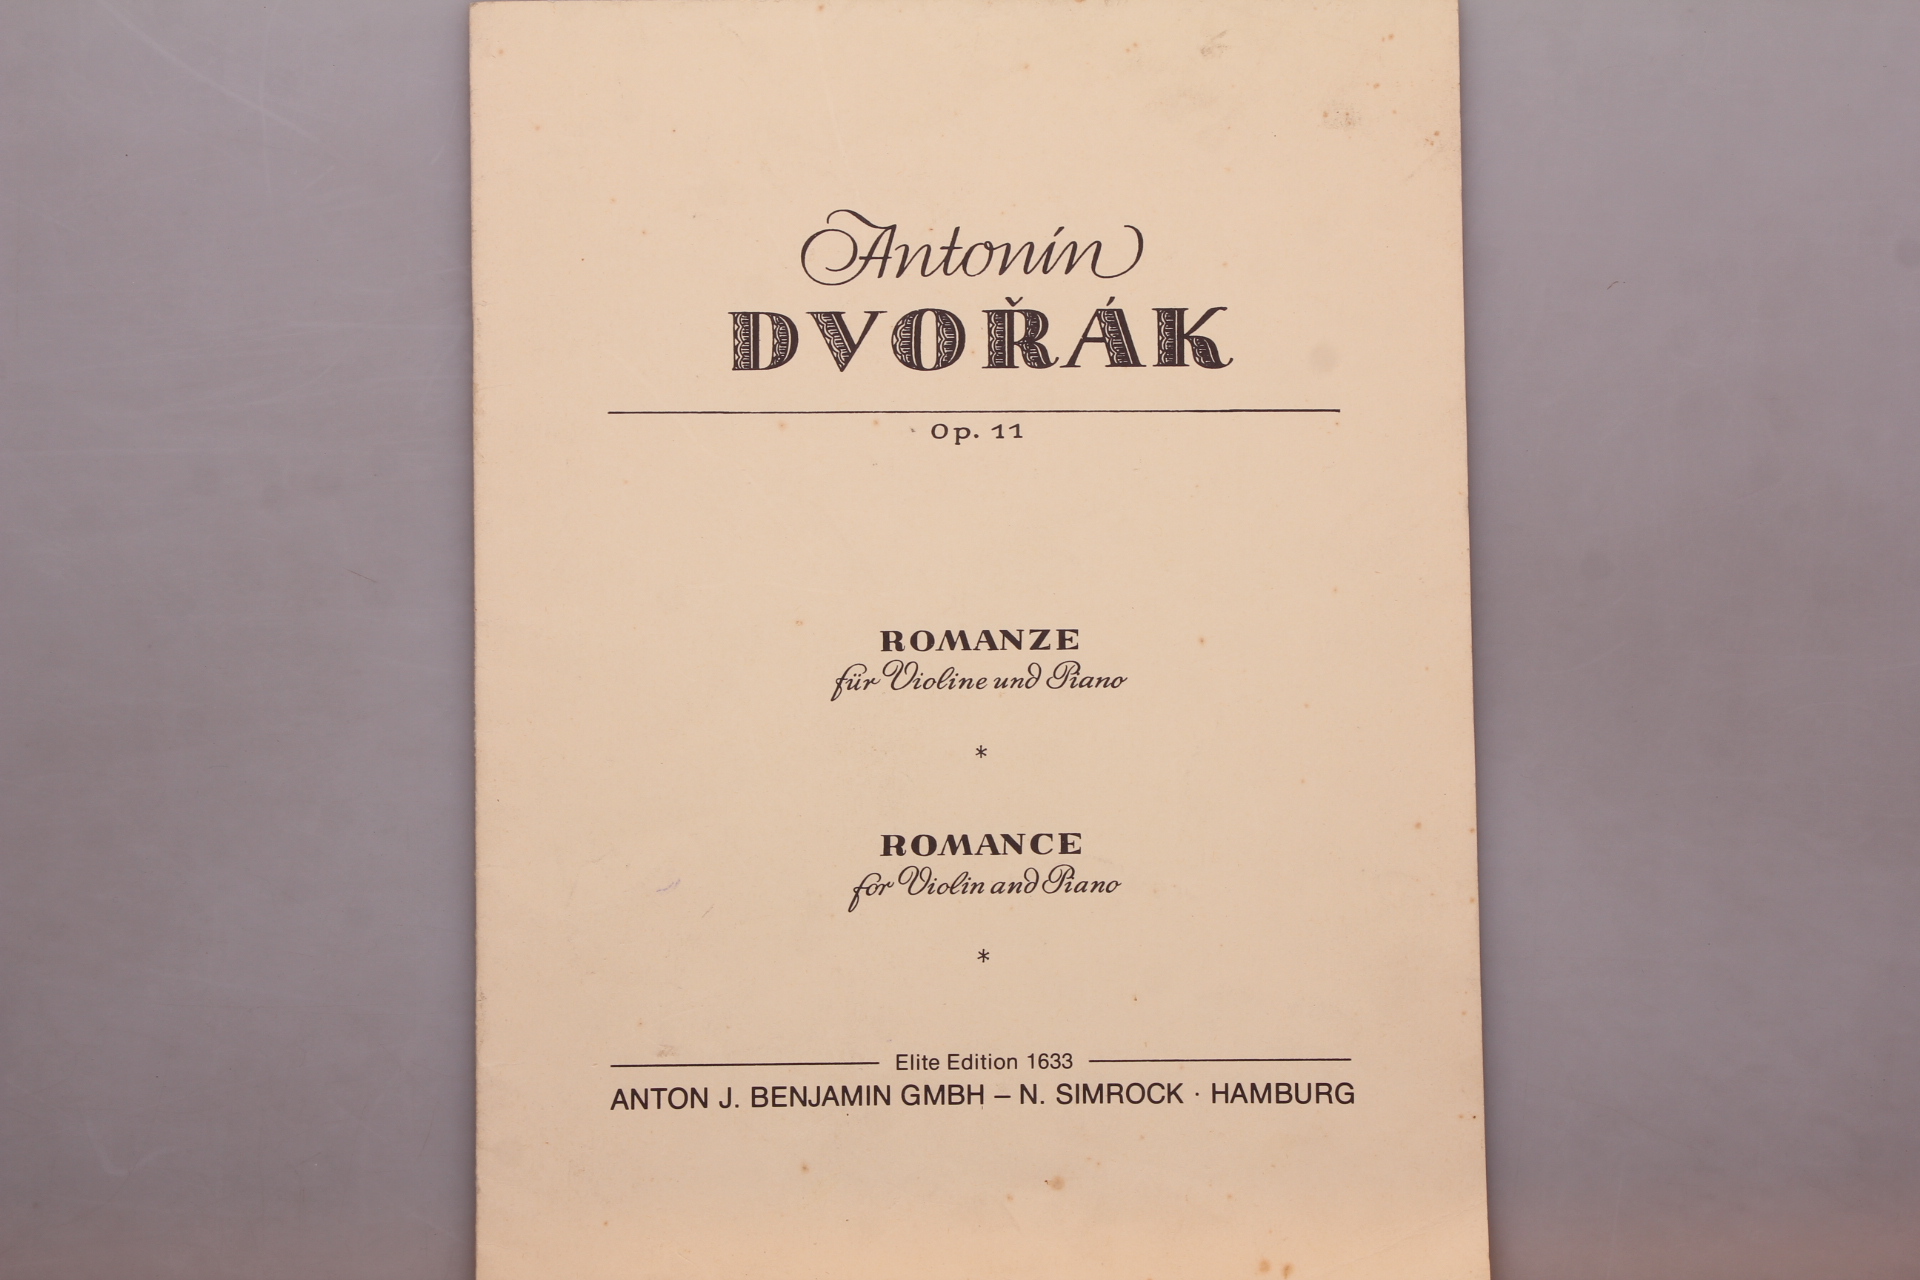 Antonín
DVOŘÁK
Op. 11
ROMANZE
für Violine und Piano
*
ROMANCE
for Violin and Piano
*
Elite Edition 1633
ANTON J. BENJAMIN GMBH – N. SIMROCK · HAMBURG